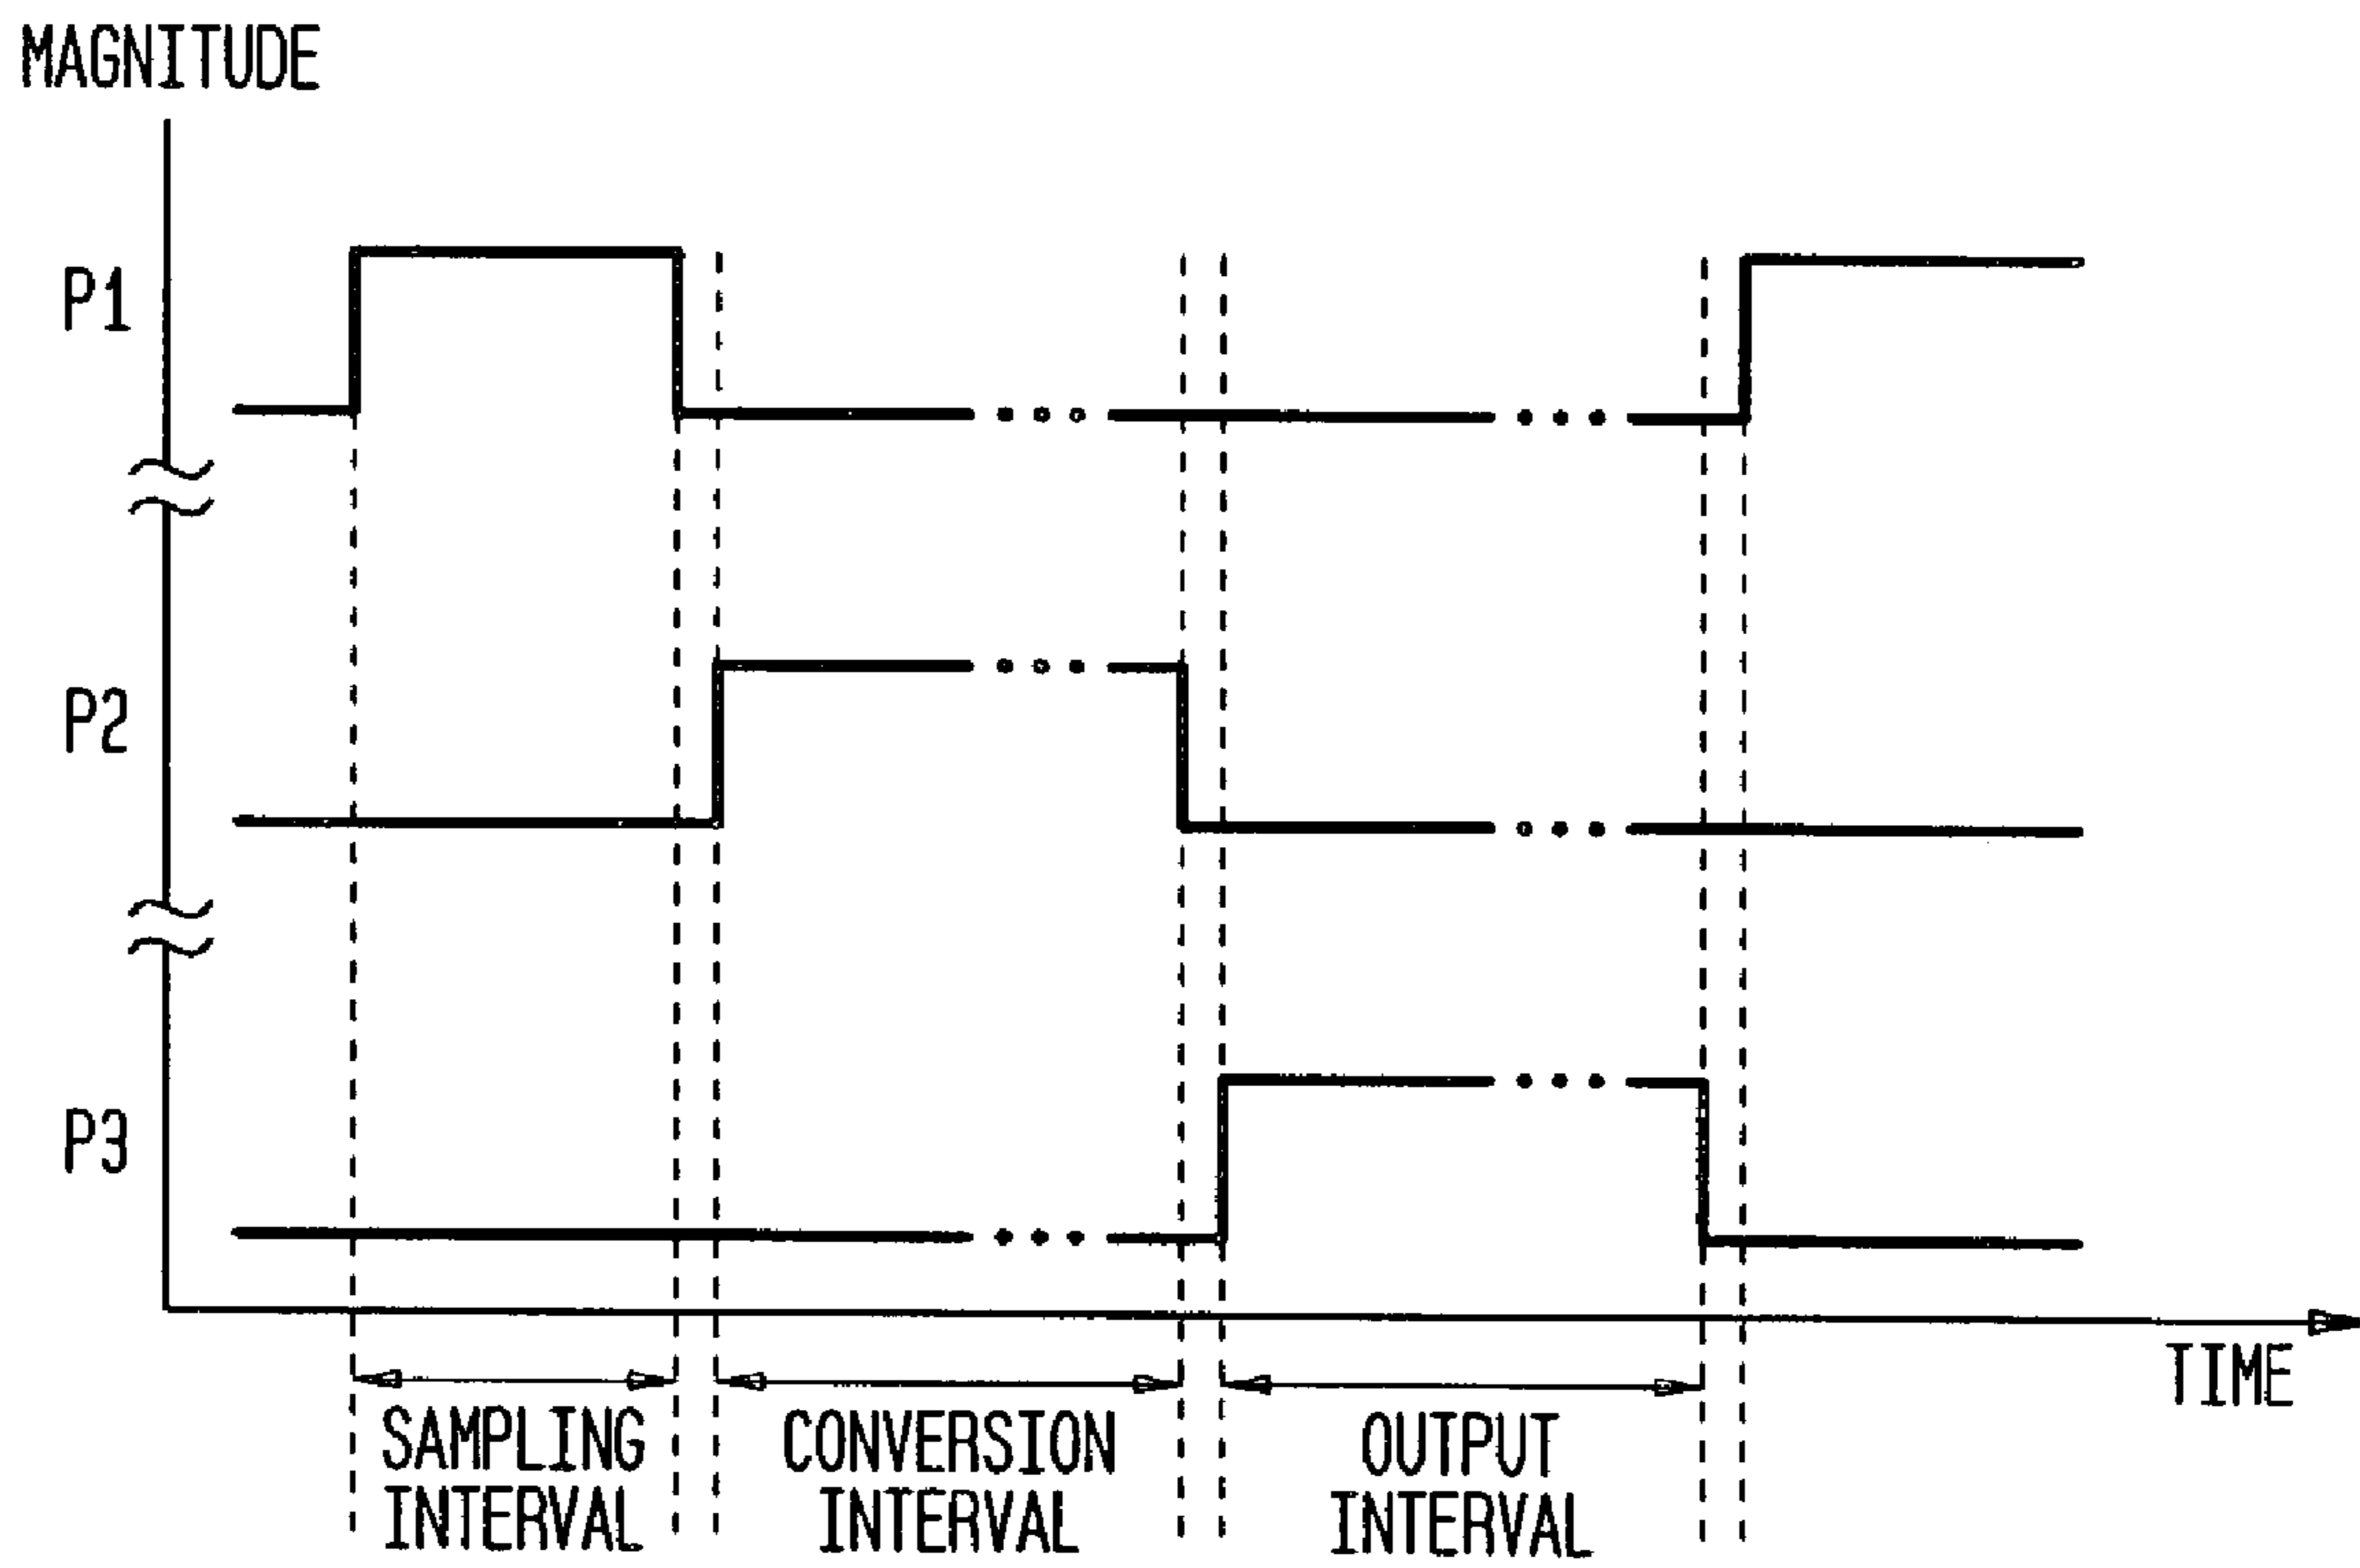 MAGNITUDE
P1
P2
P3
TIME
SAMPLING
INTERVAL
CONVERSION
INTERVAL
OUTPUT
INTERVAL